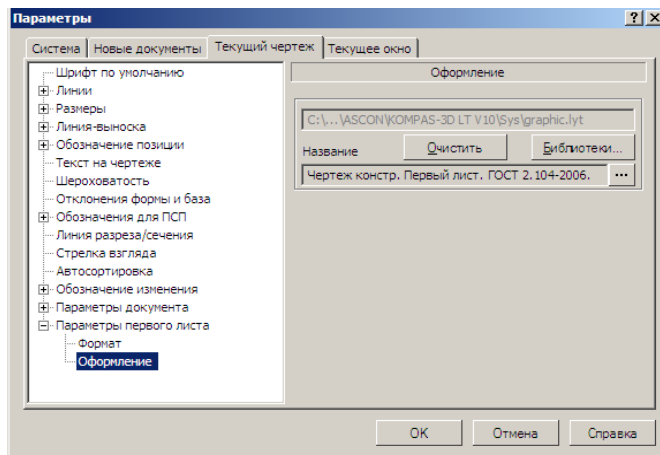 Параметры
? ×
Система Новые документы Текущий чертеж Текущее окно
Шрифт по умолчанию
Линии
Размеры
Линия-выноска
Обозначение позиции
Текст на чертеже
Шероховатость
Отклонения формы и база
Обозначения для ПСП
Линия разреза/сечения
Стрелка взгляда
Автосортировка
Обозначение изменения
Параметры документа
Параметры первого листа
Формат
Оформление
Оформление
C:\...\ASCON\KOMPAS-3D LT V10\Sys\graphic.lyt
Название Очистить Библиотеки...
Чертеж констр. Первый лист. ГОСТ 2.104-2006. ...
OK Отмена Справка